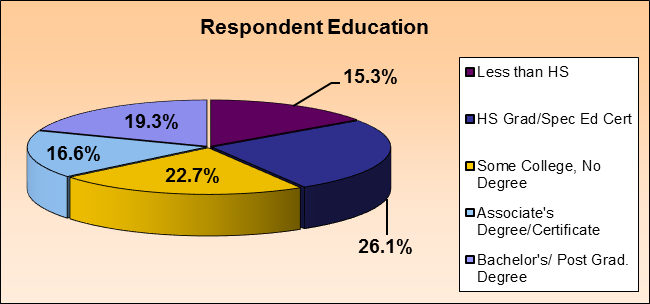 Respondent Education
15.3%
Less than HS
19.3%
HS Grad/Spec Ed Cert
16.6%
22.7%
Some College, No
Degree
Associate's
Degree/Certificate
26.1%
Bachelor's/ Post Grad.
Degree